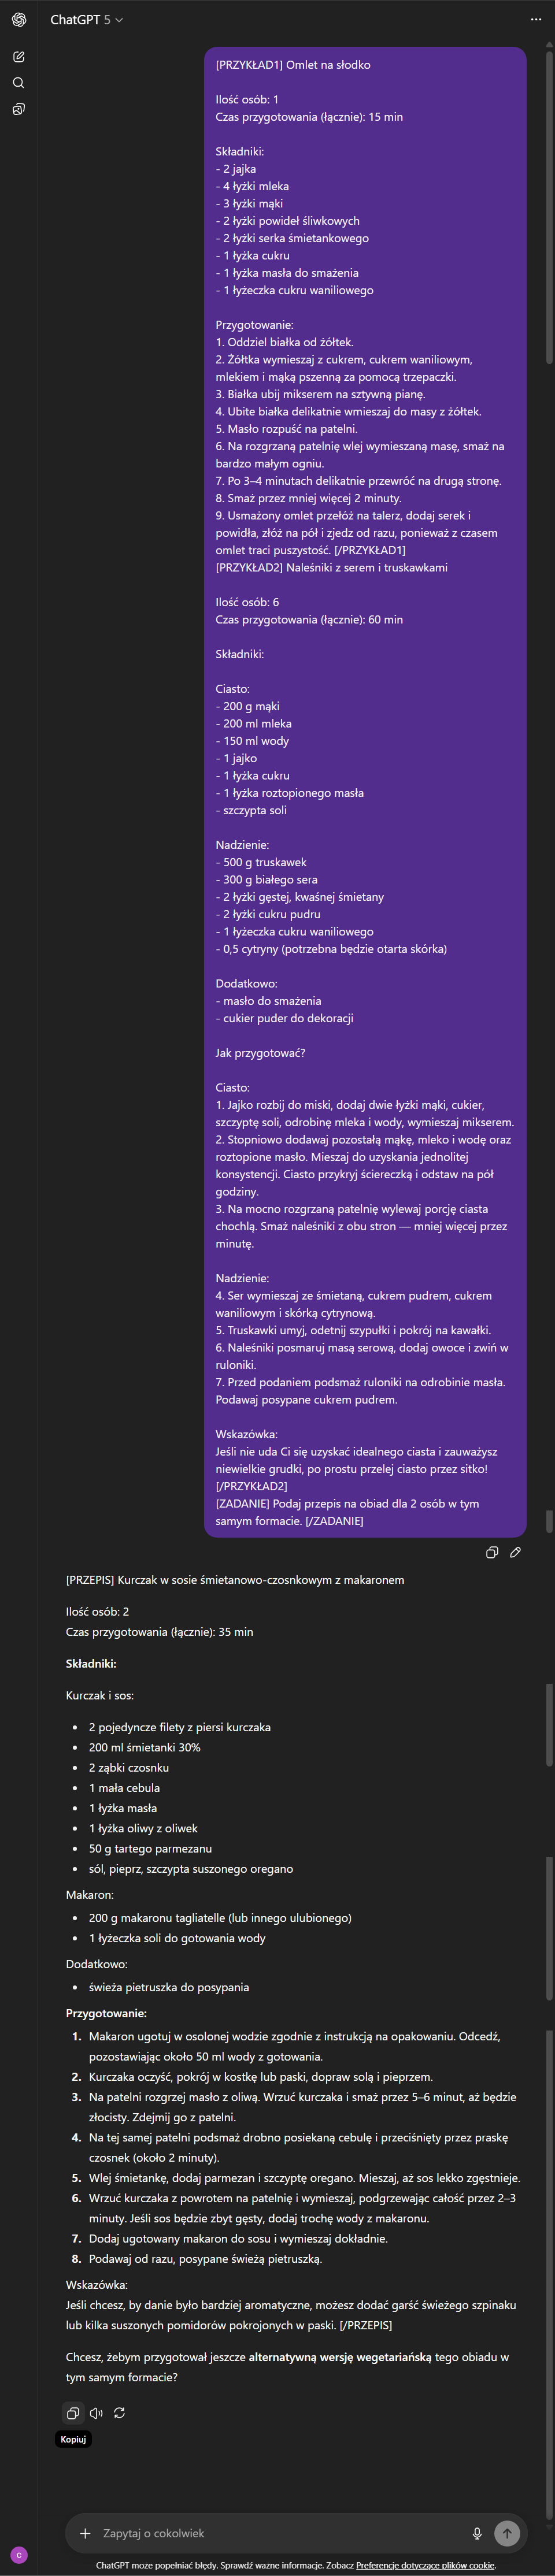 ChatGPT 5
[PRZYKŁAD1] Omlet na słodko
Ilość osób: 1
Czas przygotowania (łącznie): 15 min
Składniki:
- 2 jajka
- 4 łyżki mleka
- 3 łyżki mąki
- 2 łyżki powideł śliwkowych
- 2 łyżki serka śmietankowego
- 1 łyżka cukru
- 1 łyżka masła do smażenia
- 1 łyżeczka cukru waniliowego
Przygotowanie:
1. Oddziel białka od żółtek.
2. Żółtka wymieszaj z cukrem, cukrem waniliowym,
mlekiem i mąką pszenną za pomocą trzepaczki.
3. Białka ubij mikserem na sztywną pianę.
4. Ubite białka delikatnie wmieszaj do masy z żółtek.
5. Masło rozpuść na patelni.
6. Na rozgrzaną patelnię wlej wymieszaną masę, smaż na
bardzo małym ogniu.
7. Po 3–4 minutach delikatnie przewróć na drugą stronę.
8. Smaż przez mniej więcej 2 minuty.
9. Usmażony omlet przełóż na talerz, dodaj serek i
powidła, złóż na pół i zjedz od razu, ponieważ z czasem
omlet traci puszystość. [/PRZYKŁAD1]
[PRZYKŁAD2] Naleśniki z serem i truskawkami
Ilość osób: 6
Czas przygotowania (łącznie): 60 min
Składniki:
Ciasto:
- 200 g mąki
- 200 ml mleka
- 150 ml wody
- 1 jajko
- 1 łyżka cukru
- 1 łyżka roztopionego masła
- szczypta soli
Nadzienie:
- 500 g truskawek
- 300 g białego sera
- 2 łyżki gęstej, kwaśnej śmietany
- 2 łyżki cukru pudru
- 1 łyżeczka cukru waniliowego
- 0,5 cytryny (potrzebna będzie otarta skórka)
Dodatkowo:
- masło do smażenia
- cukier puder do dekoracji
Jak przygotować?
Ciasto:
1. Jajko rozbij do miski, dodaj dwie łyżki mąki, cukier,
szczyptę soli, odrobinę mleka i wody, wymieszaj mikserem.
2. Stopniowo dodawaj pozostałą mąkę, mleko i wodę oraz
roztopione masło. Mieszaj do uzyskania jednolitej
konsystencji. Ciasto przykryj ściereczką i odstaw na pół
godziny.
3. Na mocno rozgrzaną patelnię wylewaj porcję ciasta
chochlą. Smaż naleśniki z obu stron — mniej więcej przez
minutę.
Nadzienie:
4. Ser wymieszaj ze śmietaną, cukrem pudrem, cukrem
waniliowym i skórką cytrynową.
5. Truskawki umyj, odetnij szypułki i pokrój na kawałki.
6. Naleśniki posmaruj masą serową, dodaj owoce i zwiń w
ruloniki.
7. Przed podaniem podsmaż ruloniki na odrobinie masła.
Podawaj posypane cukrem pudrem.
Wskazówka:
Jeśli nie uda Ci się uzyskać idealnego ciasta i zauważysz
niewielkie grudki, po prostu przelej ciasto przez sitko!
[/PRZYKŁAD2]
[ZADANIE] Podaj przepis na obiad dla 2 osób w tym
samym formacie. [/ZADANIE]
[PRZEPIS] Kurczak w sosie śmietanowo-czosnkowym z makaronem
Ilość osób: 2
Czas przygotowania (łącznie): 35 min
Składniki:
Kurczak i sos:
• 2 pojedyncze filety z piersi kurczaka
• 200 ml śmietanki 30%
• 2 ząbki czosnku
• 1 mała cebula
• 1 łyżka masła
• 1 łyżka oliwy z oliwek
• 50 g tartego parmezanu
• sól, pieprz, szczypta suszonego oregano
Makaron:
• 200 g makaronu tagliatelle (lub innego ulubionego)
• 1 łyżeczka soli do gotowania wody
Dodatkowo:
• świeża pietruszka do posypania
Przygotowanie:
1. Makaron ugotuj w osolonej wodzie zgodnie z instrukcją na opakowaniu. Odcedź,
pozostawiając około 50 ml wody z gotowania.
2. Kurczaka oczyść, pokrój w kostkę lub paski, dopraw solą i pieprzem.
3. Na patelni rozgrzej masło z oliwą. Wrzuć kurczaka i smaż przez 5–6 minut, aż będzie
złocisty. Zdejmij go z patelni.
4. Na tej samej patelni podsmaż drobno posiekaną cebulę i przeciśnięty przez praskę
czosnek (około 2 minuty).
5. Wlej śmietankę, dodaj parmezan i szczyptę oregano. Mieszaj, aż sos lekko zgęstnieje.
6. Wrzuć kurczaka z powrotem na patelnię i wymieszaj, podgrzewając całość przez 2–3
minuty. Jeśli sos będzie zbyt gęsty, dodaj trochę wody z makaronu.
7. Dodaj ugotowany makaron do sosu i wymieszaj dokładnie.
8. Podawaj od razu, posypane świeżą pietruszką.
Wskazówka:
Jeśli chcesz, by danie było bardziej aromatyczne, możesz dodać garść świeżego szpinaku
lub kilka suszonych pomidorów pokrojonych w paski. [/PRZEPIS]
Chcesz, żebym przygotował jeszcze alternatywną wersję wegetariańską tego obiadu w
tym samym formacie?
Kopiuj
Zapytaj o cokolwiek
C
ChatGPT może popełniać błędy. Sprawdź ważne informacje. Zobacz Preferencje dotyczące plików cookie.